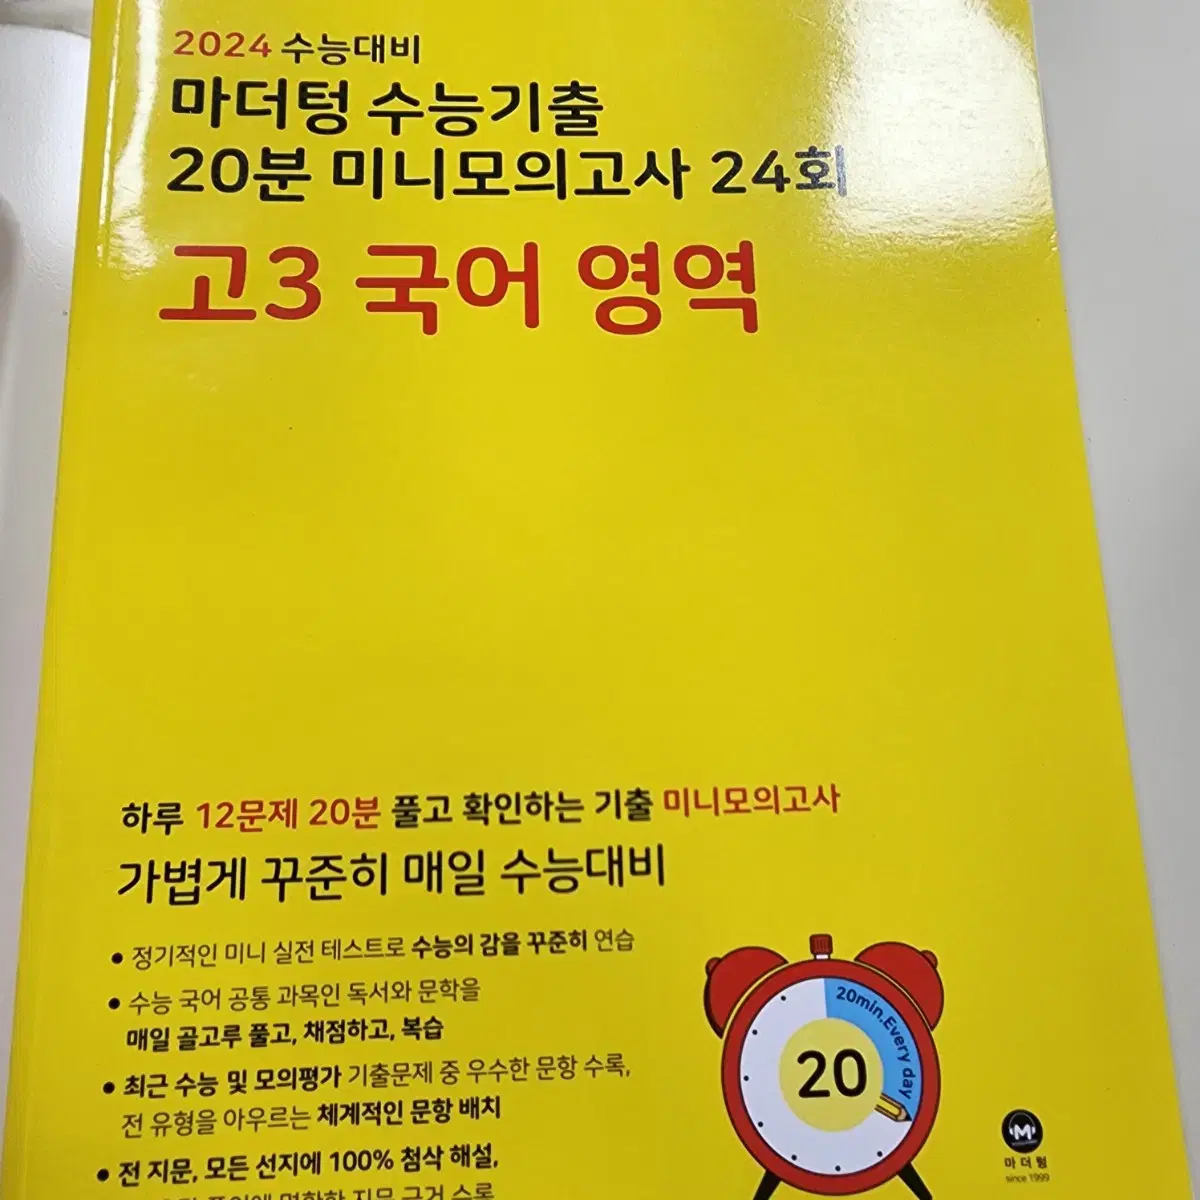 2024 수능대비
마더텅 수능기출
20분 미니모의고사 24회
고3 국어 영역
하루 12문제 20분 풀고 확인하는 기출 미니모의고사
가볍게 꾸준히 매일 수능대비
• 정기적인 미니 실전 테스트로 수능의 감을 꾸준히 연습
• 수능 국어 공통 과목인 독서와 문학을
매일 골고루 풀고, 채점하고, 복습
• 최근 수능 및 모의평가 기출문제 중 우수한 문항 수록,
전 유형을 아우르는 체계적인 문항 배치
• 전 지문, 모든 선지에 100% 첨삭 해설,
명확한 지문 근거 수록
20min.Every day
20
M
마더텅
since 1999